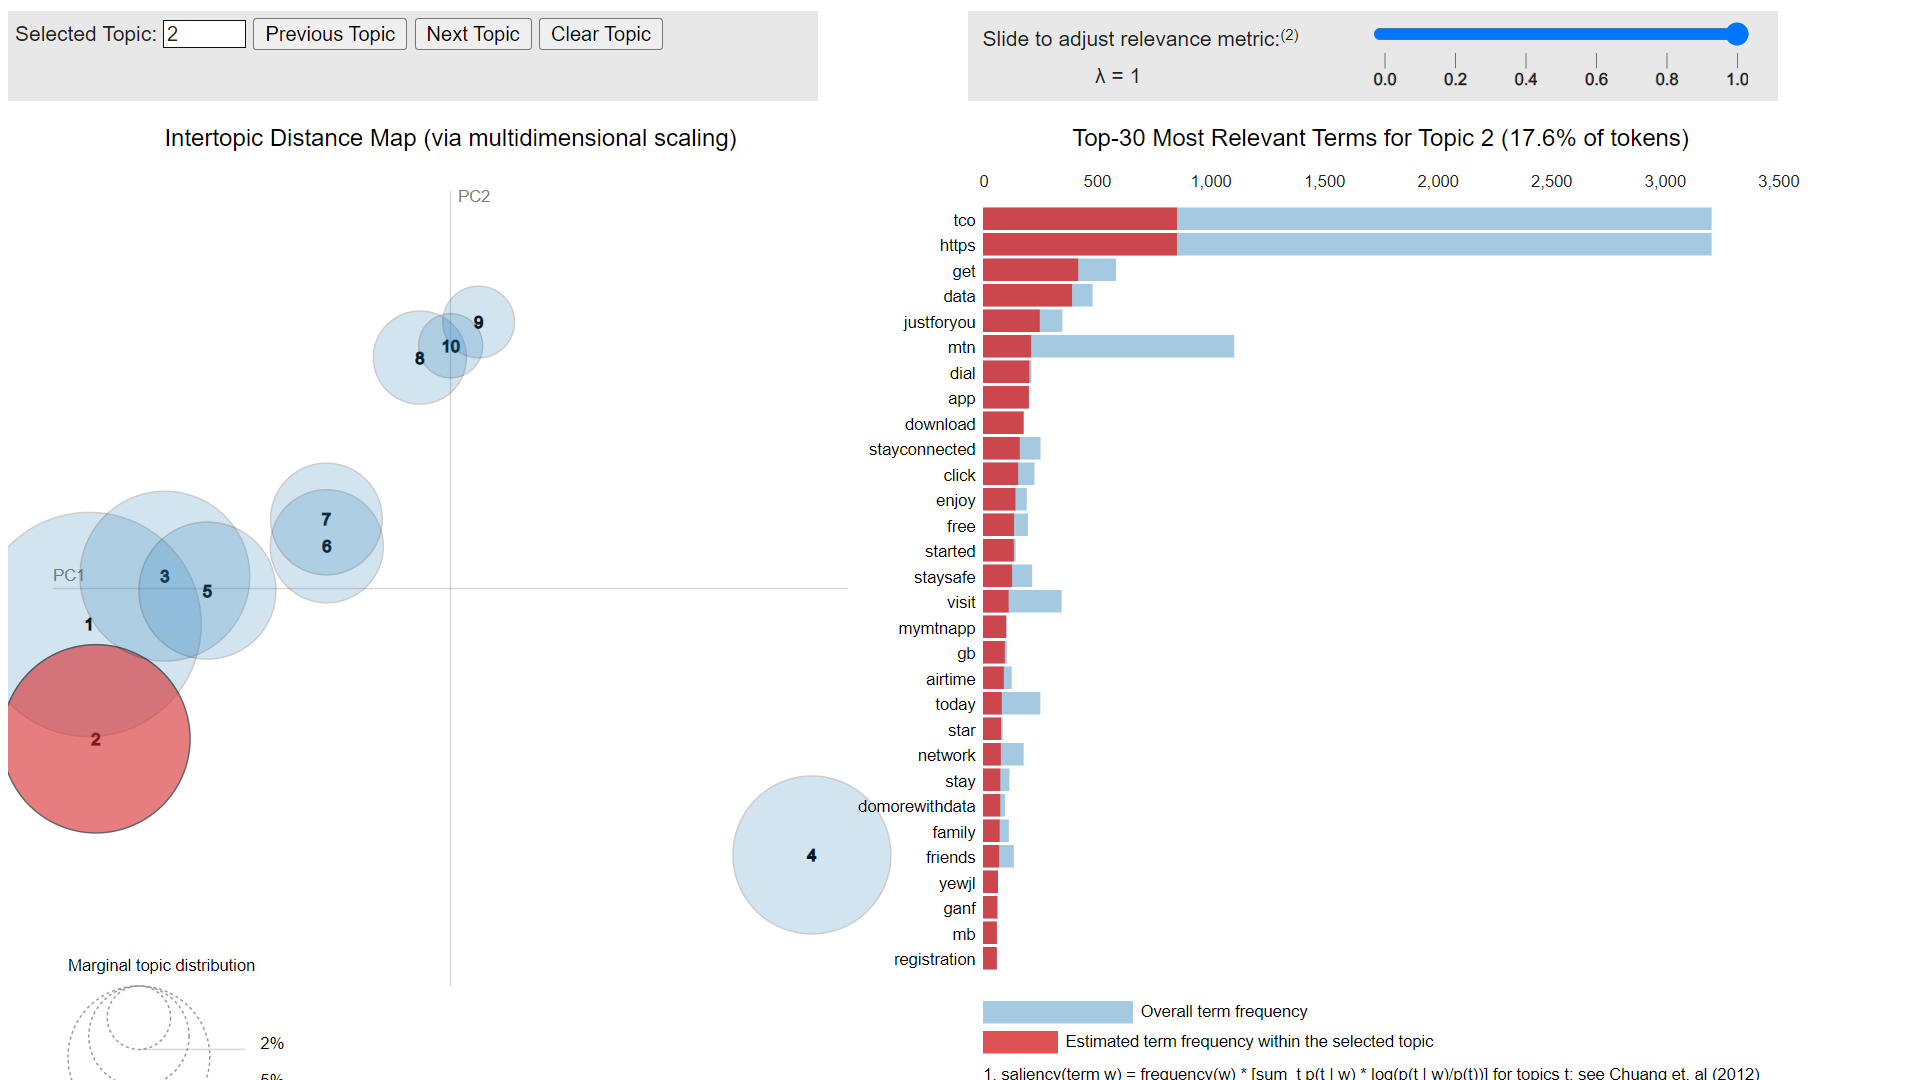 Selected Topic: 2 Previous Topic Next Topic Clear Topic
Slide to adjust relevance metric:(2)
λ = 1
0.0 0.2 0.4 0.6 0.8 1.0
Intertopic Distance Map (via multidimensional scaling)
PC2
PC1
9
10
8
7
6
3
5
1
2
4
Marginal topic distribution
2%
5%
Top-30 Most Relevant Terms for Topic 2 (17.6% of tokens)
0 500 1,000 1,500 2,000 2,500 3,000 3,500
tco
https
get
data
justforyou
mtn
dial
app
download
stayconnected
click
enjoy
free
started
staysafe
visit
mymtnapp
gb
airtime
today
star
network
stay
domorewithdata
family
friends
yewjl
ganf
mb
registration
Overall term frequency
Estimated term frequency within the selected topic
1. saliency(term w) = frequency(w) * [sum_t p(t | w) * log(p(t | w)/p(t))] for topics t; see Chuang et. al (2012)